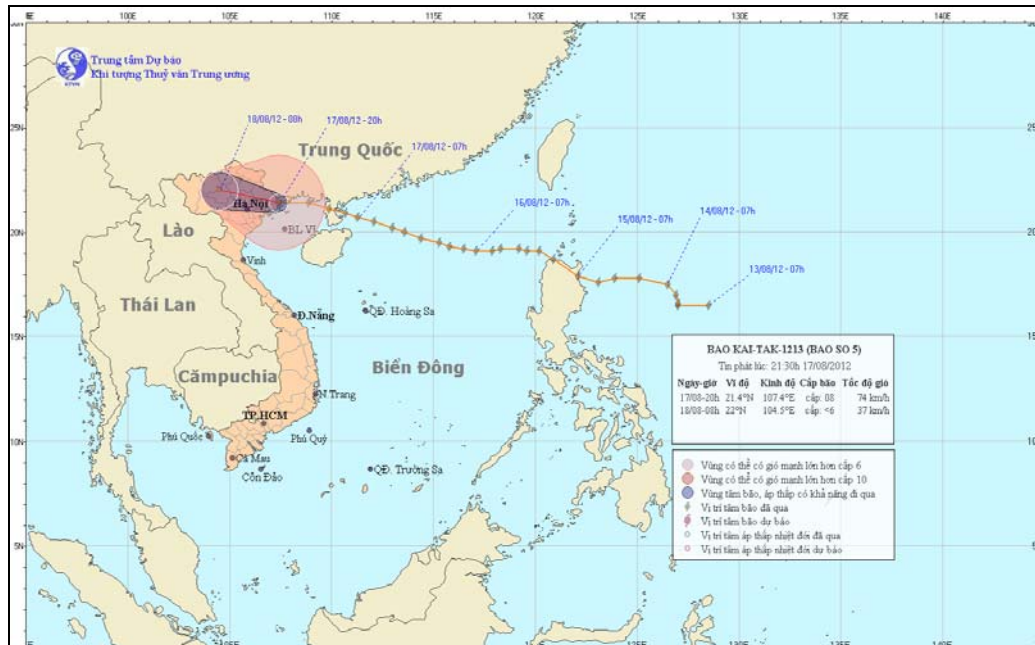 100E 105E 110E 115E 120E 125E 130E 135E 140E
Trung tâm Dự báo
Khí tượng Thuỷ văn Trung ương
25N
20N
15N
10N
5N
18/08/12 - 08h
17/08/12 - 20h
17/08/12 - 07h
16/08/12 - 07h
15/08/12 - 07h
14/08/12 - 07h
13/08/12 - 07h
Trung Quốc
Hà Nội
BL Vĩ
Lào
Vinh
Thái Lan
Đ.Nẵng
QĐ. Hoàng Sa
Biển Đông
Cămpuchia
N.Trang
TP.HCM
Phú Quốc
Phú Quý
Cà Mau
Côn Đảo
QĐ. Trường Sa
BAO KAI-TAK-1213 (BAO SO 5)
Tin phát lúc: 21:30h 17/08/2012
Ngày-giờ Vĩ độ Kinh độ Cấp bão Tốc độ gió
17/08-20h 21.4°N 107.4°E cấp: 08 74 km/h
18/08-08h 22°N 104.5°E cấp: <6 37 km/h
Vùng có thể có gió mạnh lớn hơn cấp 6
Vùng có thể có gió mạnh lớn hơn cấp 10
Vùng tâm bão, áp thấp có khả năng đi qua
Vị trí tâm bão đã qua
Vị trí tâm bão dự báo
Vị trí tâm áp thấp nhiệt đới đã qua
Vị trí tâm áp thấp nhiệt đới dự báo
105E 110E 115E 120E 125E 130E 135E 140E